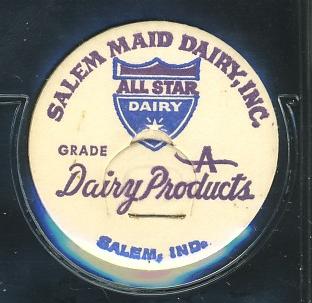 SALEM MAID DAIRY, INC.
ALL STAR
DAIRY
GRADE A
Dairy Products
SALEM, IND.